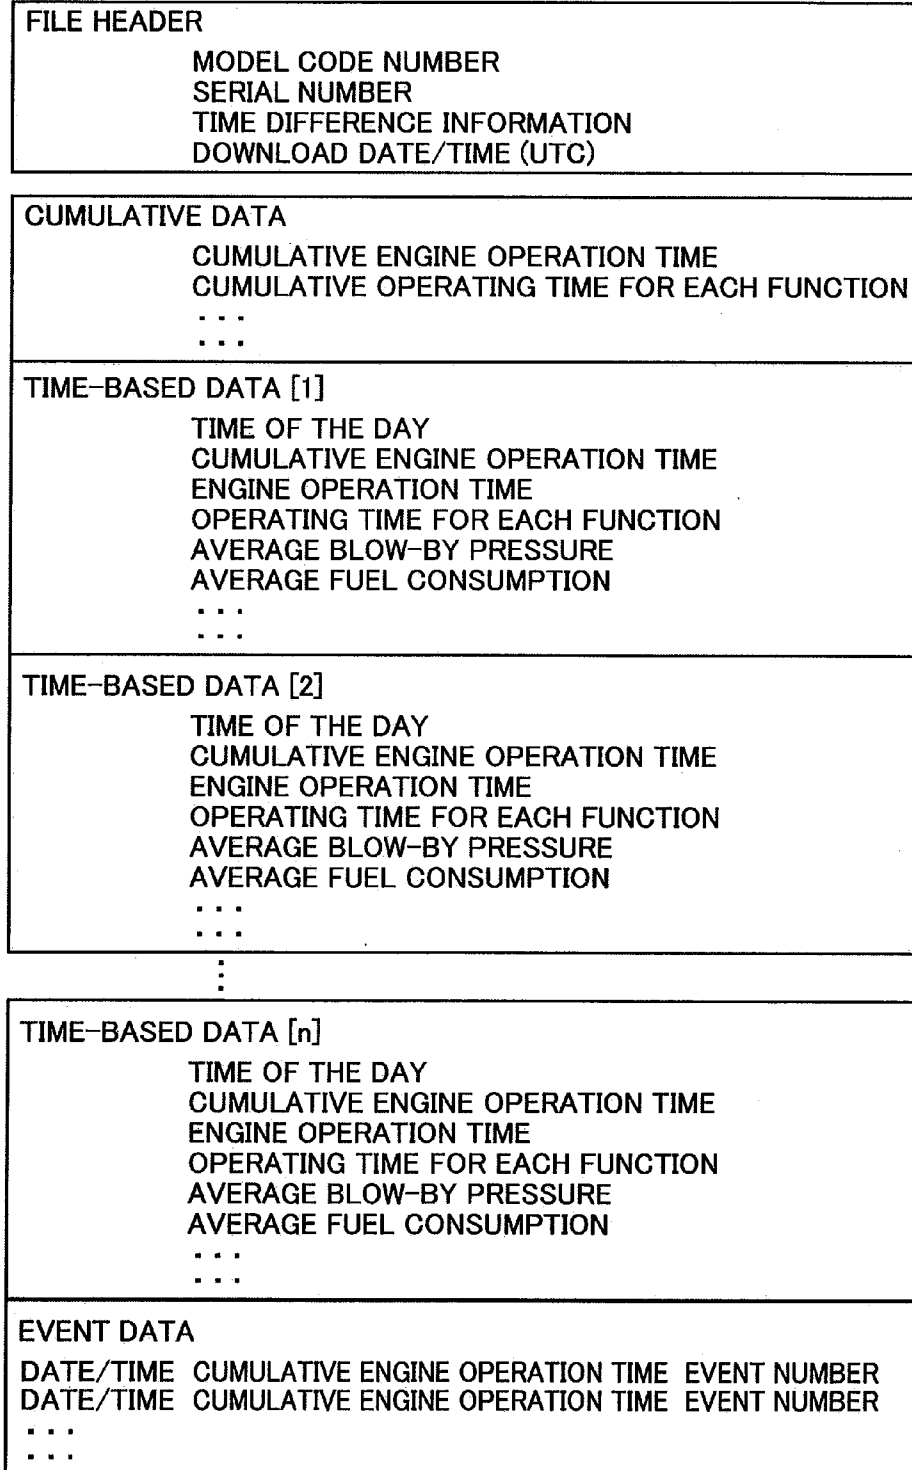 FILE HEADER
MODEL CODE NUMBER
SERIAL NUMBER
TIME DIFFERENCE INFORMATION
DOWNLOAD DATE/TIME (UTC)
CUMULATIVE DATA
CUMULATIVE ENGINE OPERATION TIME
CUMULATIVE OPERATING TIME FOR EACH FUNCTION
...
...
TIME-BASED DATA [1]
TIME OF THE DAY
CUMULATIVE ENGINE OPERATION TIME
ENGINE OPERATION TIME
OPERATING TIME FOR EACH FUNCTION
AVERAGE BLOW-BY PRESSURE
AVERAGE FUEL CONSUMPTION
...
...
TIME-BASED DATA [2]
TIME OF THE DAY
CUMULATIVE ENGINE OPERATION TIME
ENGINE OPERATION TIME
OPERATING TIME FOR EACH FUNCTION
AVERAGE BLOW-BY PRESSURE
AVERAGE FUEL CONSUMPTION
...
...
⋮
TIME-BASED DATA [n]
TIME OF THE DAY
CUMULATIVE ENGINE OPERATION TIME
ENGINE OPERATION TIME
OPERATING TIME FOR EACH FUNCTION
AVERAGE BLOW-BY PRESSURE
AVERAGE FUEL CONSUMPTION
...
...
EVENT DATA
DATE/TIME CUMULATIVE ENGINE OPERATION TIME EVENT NUMBER
DATE/TIME CUMULATIVE ENGINE OPERATION TIME EVENT NUMBER
...
...